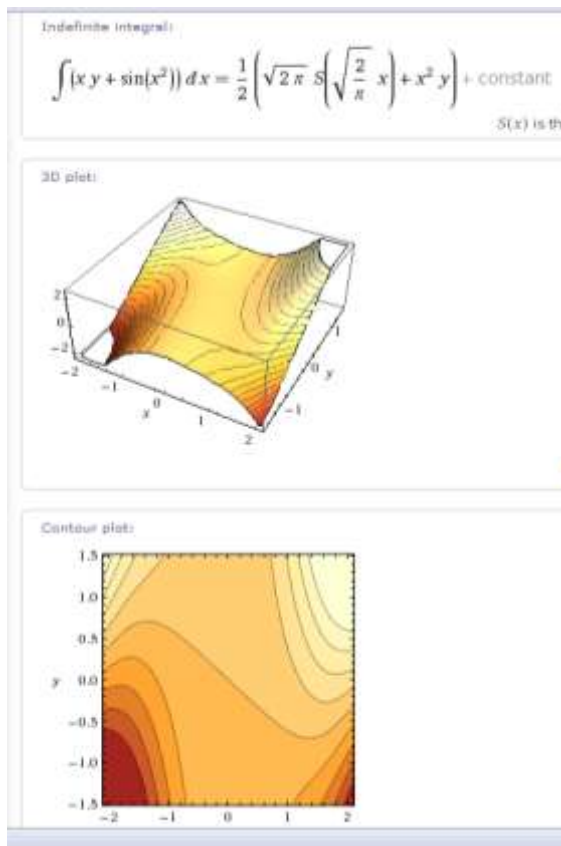 Indefinite integral:
∫(x y + sin(x²)) dx = 1/2 (√(2 π) S(√(2/π) x) + x² y) + constant
S(x) is th
3D plot:
2
0
−2
−2
−1
0
1
2
x
−1
0
1
y
Contour plot:
1.5
1.0
0.5
y 0.0
−0.5
−1.0
−1.5
−2 −1 0 1 2